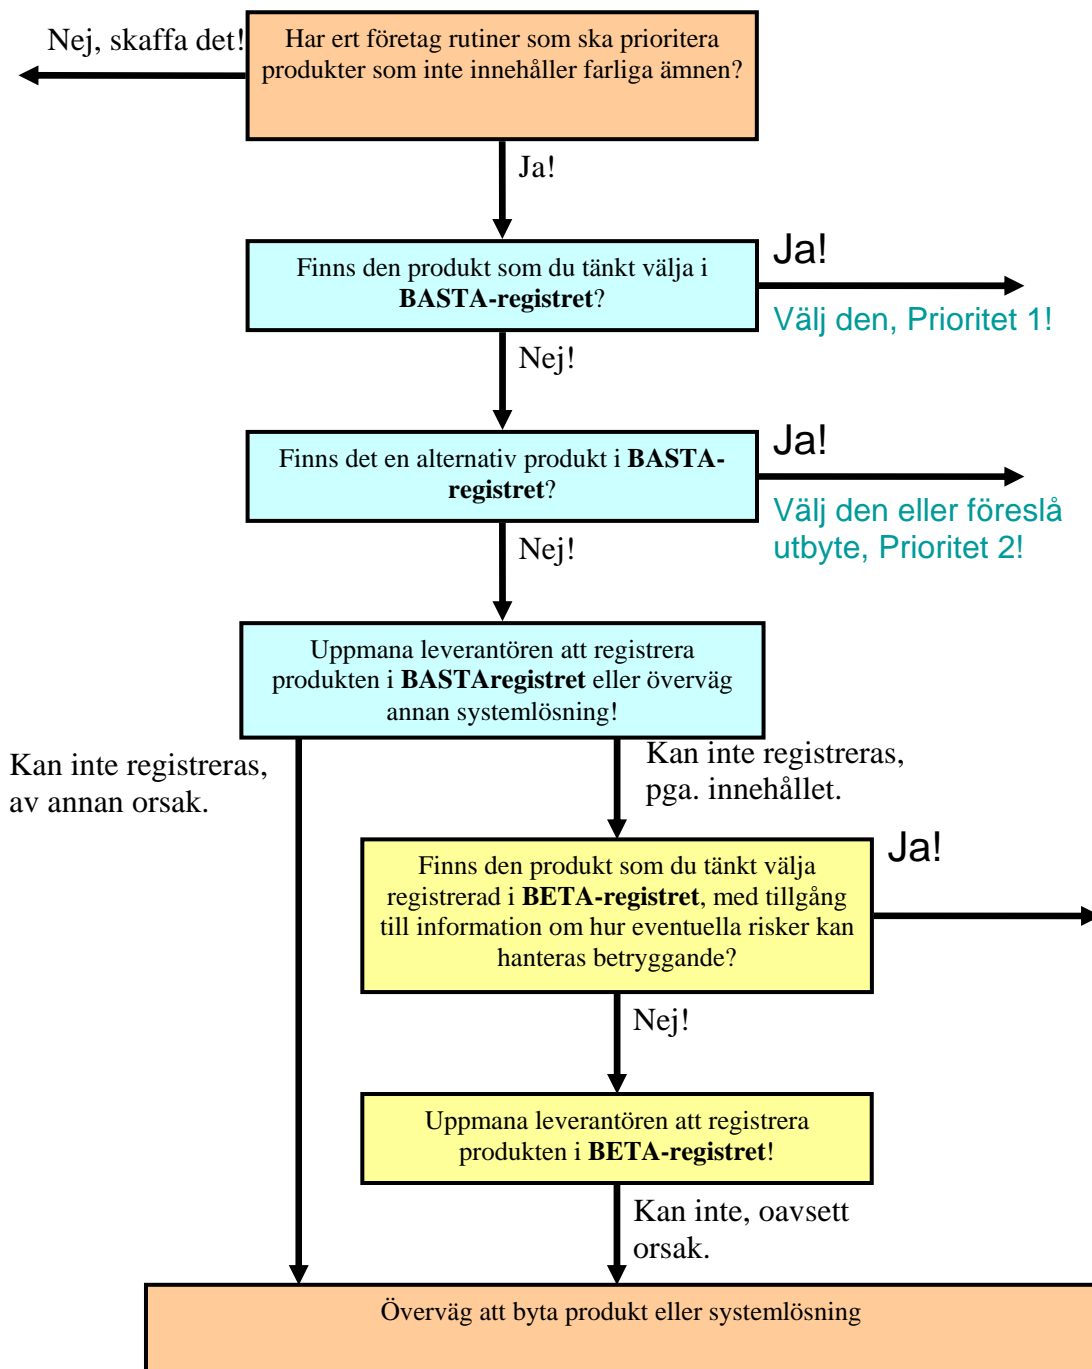 Nej, skaffa det!
Har ert företag rutiner som ska prioritera
produkter som inte innehåller farliga ämnen?
Ja!
Finns den produkt som du tänkt välja i
BASTA-registret?
Ja!
Välj den, Prioritet 1!
Nej!
Finns det en alternativ produkt i BASTA-
registret?
Ja!
Välj den eller föreslå
utbyte, Prioritet 2!
Nej!
Uppmana leverantören att registrera
produkten i BASTAregistret eller överväg
annan systemlösning!
Kan inte registreras,
av annan orsak.
Kan inte registreras,
pga. innehållet.
Finns den produkt som du tänkt välja
registrerad i BETA-registret, med tillgång
till information om hur eventuella risker kan
hanteras betryggande?
Ja!
Nej!
Uppmana leverantören att registrera
produkten i BETA-registret!
Kan inte, oavsett
orsak.
Överväg att byta produkt eller systemlösning